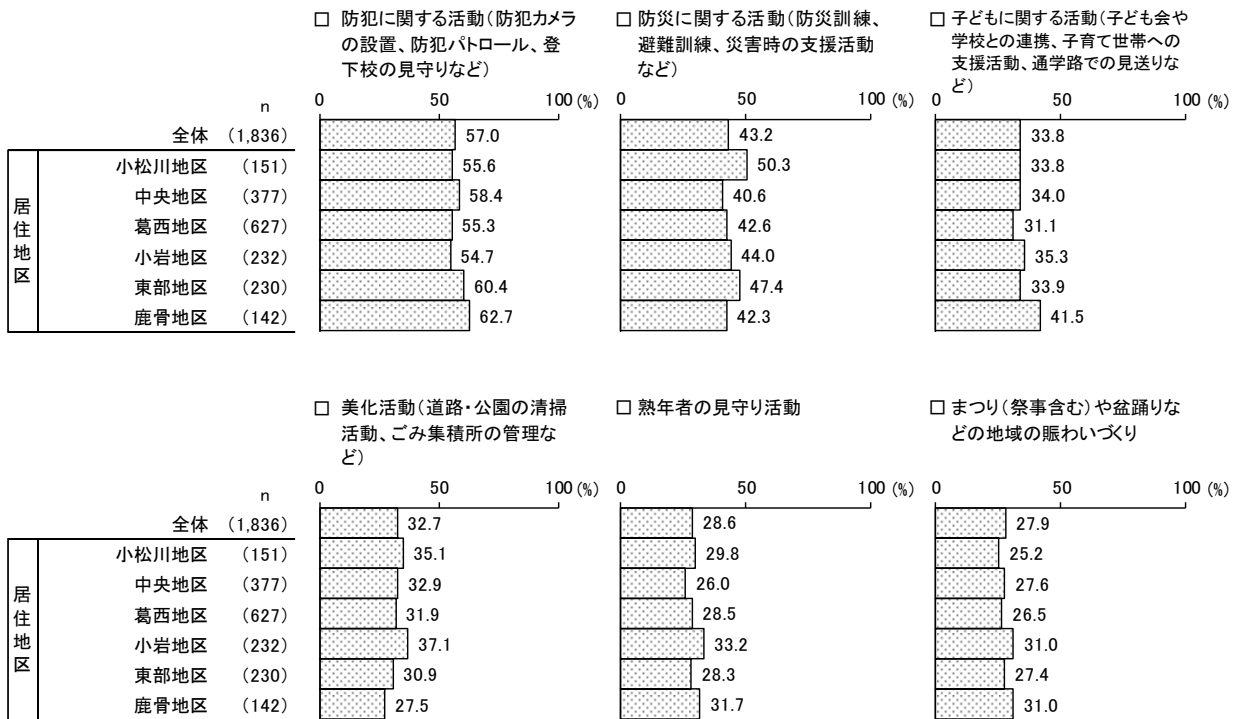 □ 防犯に関する活動(防犯カメラ
の設置、防犯パトロール、登
下校の見守りなど)
□ 防災に関する活動(防災訓練、
避難訓練、災害時の支援活動
など)
□ 子どもに関する活動(子ども会や
学校との連携、子育て世帯への
支援活動、通学路での見送りな
ど)
n 0 50 100(%) 0 50 100(%) 0 50 100(%)
全体 (1,836) 57.0 43.2 33.8
居住地区
小松川地区 (151) 55.6 50.3 33.8
中央地区 (377) 58.4 40.6 34.0
葛西地区 (627) 55.3 42.6 31.1
小岩地区 (232) 54.7 44.0 35.3
東部地区 (230) 60.4 47.4 33.9
鹿骨地区 (142) 62.7 42.3 41.5
□ 美化活動(道路・公園の清掃
活動、ごみ集積所の管理な
ど)
□ 熟年者の見守り活動
□ まつり(祭事含む)や盆踊りな
どの地域の賑わいづくり
n 0 50 100(%) 0 50 100(%) 0 50 100(%)
全体 (1,836) 32.7 28.6 27.9
居住地区
小松川地区 (151) 35.1 29.8 25.2
中央地区 (377) 32.9 26.0 27.6
葛西地区 (627) 31.9 28.5 26.5
小岩地区 (232) 37.1 33.2 31.0
東部地区 (230) 30.9 28.3 27.4
鹿骨地区 (142) 27.5 31.7 31.0